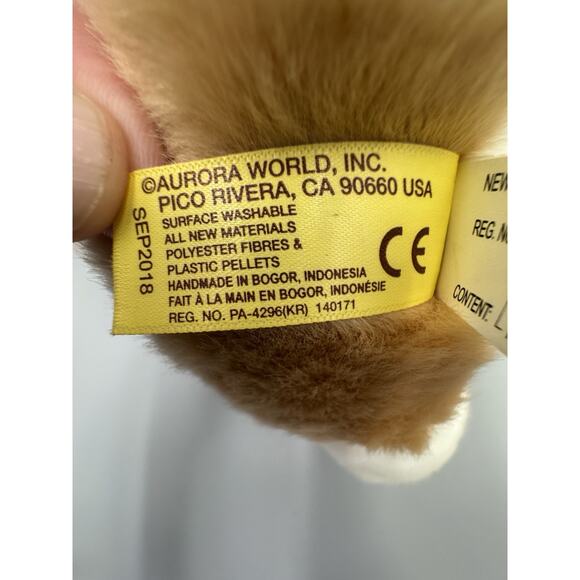 ©AURORA WORLD, INC.
PICO RIVERA, CA 90660 USA
SURFACE WASHABLE
ALL NEW MATERIALS
POLYESTER FIBRES &
PLASTIC PELLETS
HANDMADE IN BOGOR, INDONESIA
FAIT À LA MAIN EN BOGOR, INDONÉSIE
REG. NO. PA-4296(KR) 140171
SEP2018
CE
NEW
REG. NO
CONTENT: